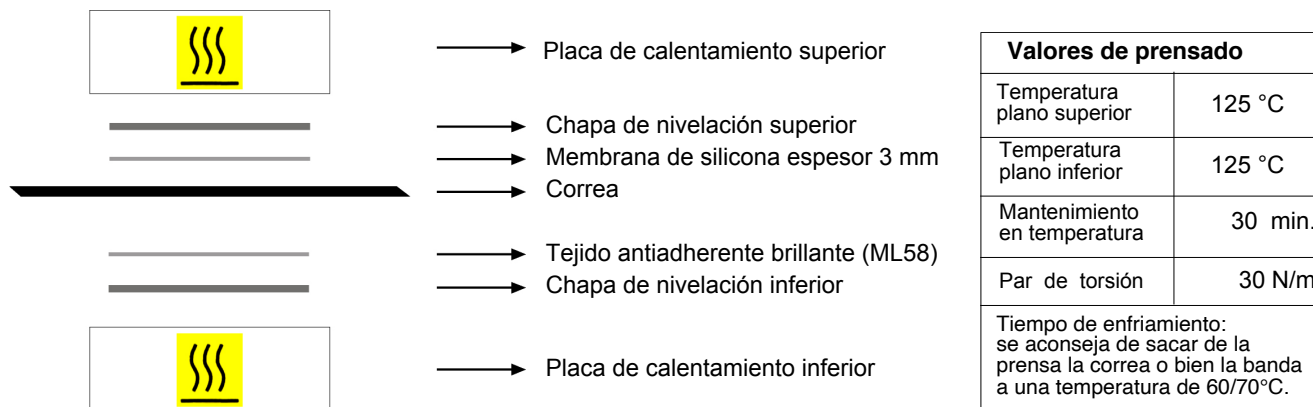 Placa de calentamiento superior
Chapa de nivelación superior
Membrana de silicona espesor 3 mm
Correa
Tejido antiadherente brillante (ML58)
Chapa de nivelación inferior
Placa de calentamiento inferior
Valores de prensado
Temperatura
plano superior
125 °C
Temperatura
plano inferior
125 °C
Mantenimiento
en temperatura
30 min.
Par de torsión
30 N/m
Tiempo de enfriamiento:
se aconseja de sacar de la
prensa la correa o bien la banda
a una temperatura de 60/70°C.